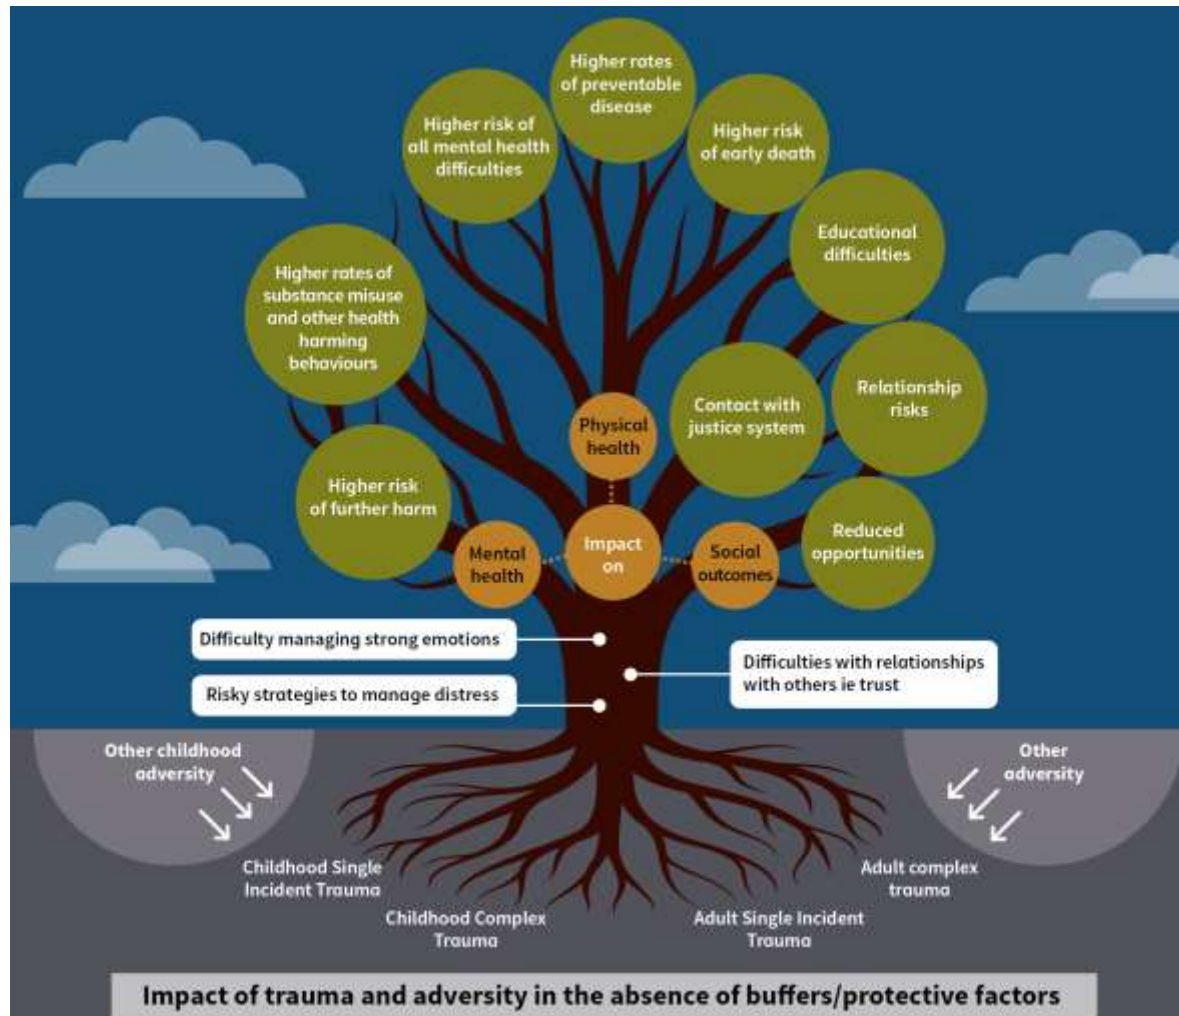 Higher rates
of preventable
disease
Higher risk of
all mental health
difficulties
Higher risk
of early death
Educational
difficulties
Higher rates of
substance misuse
and other health
harming
behaviours
Relationship
risks
Contact with
justice system
Physical
health
Higher risk
of further harm
Reduced
opportunities
Mental
health
Impact
on
Social
outcomes
Difficulty managing strong emotions
Risky strategies to manage distress
Difficulties with relationships
with others ie trust
Other childhood
adversity
Other
adversity
Childhood Single
Incident Trauma
Childhood Complex
Trauma
Adult Single Incident
Trauma
Adult complex
trauma
Impact of trauma and adversity in the absence of buffers/protective factors